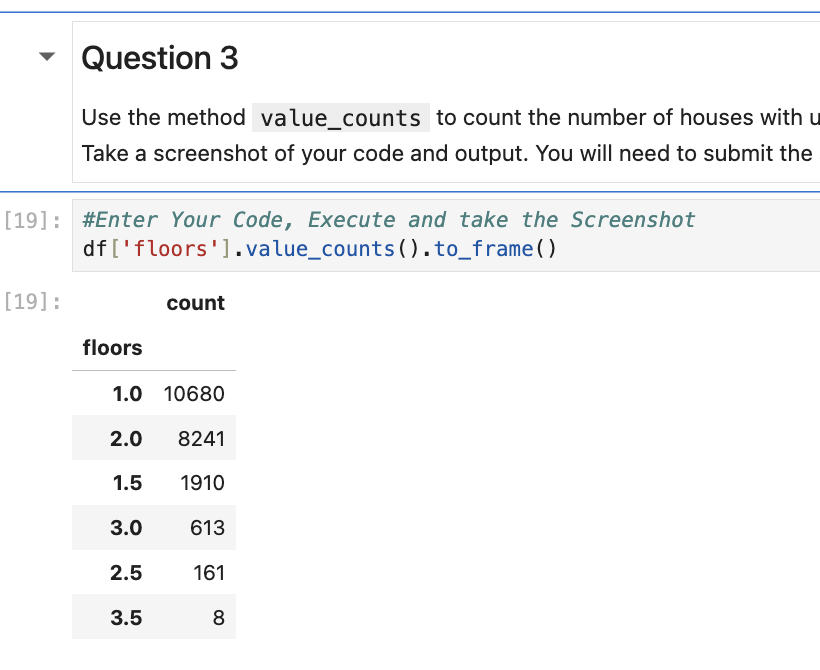 Question 3
Use the method value_counts to count the number of houses with u
Take a screenshot of your code and output. You will need to submit the
[19]: #Enter Your Code, Execute and take the Screenshot
df['floors'].value_counts().to_frame()
[19]: count
floors
1.0 10680
2.0 8241
1.5 1910
3.0 613
2.5 161
3.5 8